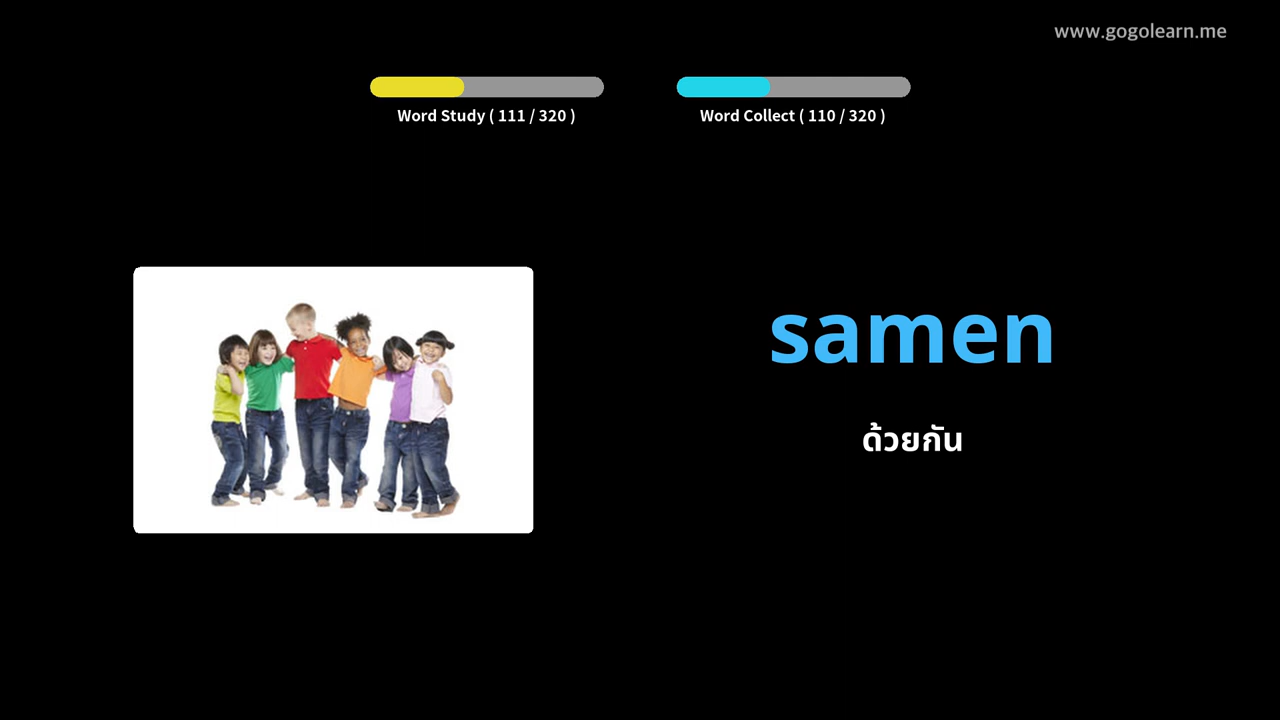 www.gogolearn.me
Word Study ( 111 / 320 )
Word Collect ( 110 / 320 )
samen
ด้วยกัน